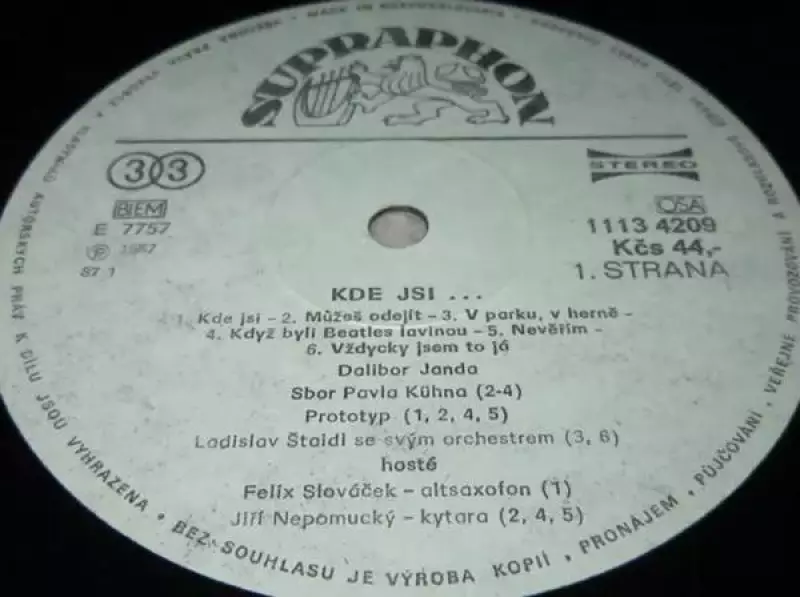 SUPRAPHON
33
STEREO
BIEM
OSA
E 7757
1113 4209
℗ 1987
Kčs 44,-
87 1
1. STRANA
KDE JSI ...
1. Kde jsi – 2. Můžeš odejít – 3. V parku, v herně –
4. Když byli Beatles lavinou – 5. Nevěřím –
6. Vždycky jsem to já
Dalibor Janda
Sbor Pavla Kühna (2-4)
Prototyp (1, 2, 4, 5)
Ladislav Štaidl se svým orchestrem (3, 6)
hosté
Felix Slováček – altsaxofon (1)
Jiří Nepomucký – kytara (2, 4, 5)
AUTORSKÝCH PRÁV K DÍLU JSOU VYHRAZENA • BEZ SOUHLASU JE VÝROBA KOPIÍ, PRONÁJEM, PŮJČOVÁNÍ, VEŘEJNÉ PROVOZOVÁNÍ A ROZHLASOVÉ